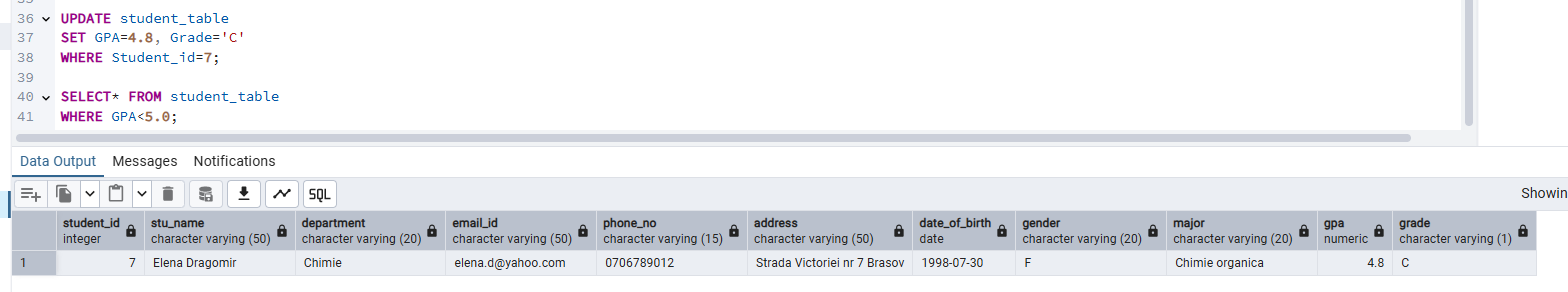 36 UPDATE student_table
37 SET GPA=4.8, Grade='C'
38 WHERE Student_id=7;
39
40 SELECT* FROM student_table
41 WHERE GPA<5.0;
Data Output Messages Notifications
SQL Showin
student_id stu_name department email_id phone_no address date_of_birth gender major gpa grade
integer character varying (50) character varying (20) character varying (50) character varying (15) character varying (50) date character varying (20) character varying (20) numeric character varying (1)
1 7 Elena Dragomir Chimie elena.d@yahoo.com 0706789012 Strada Victoriei nr 7 Brasov 1998-07-30 F Chimie organica 4.8 C